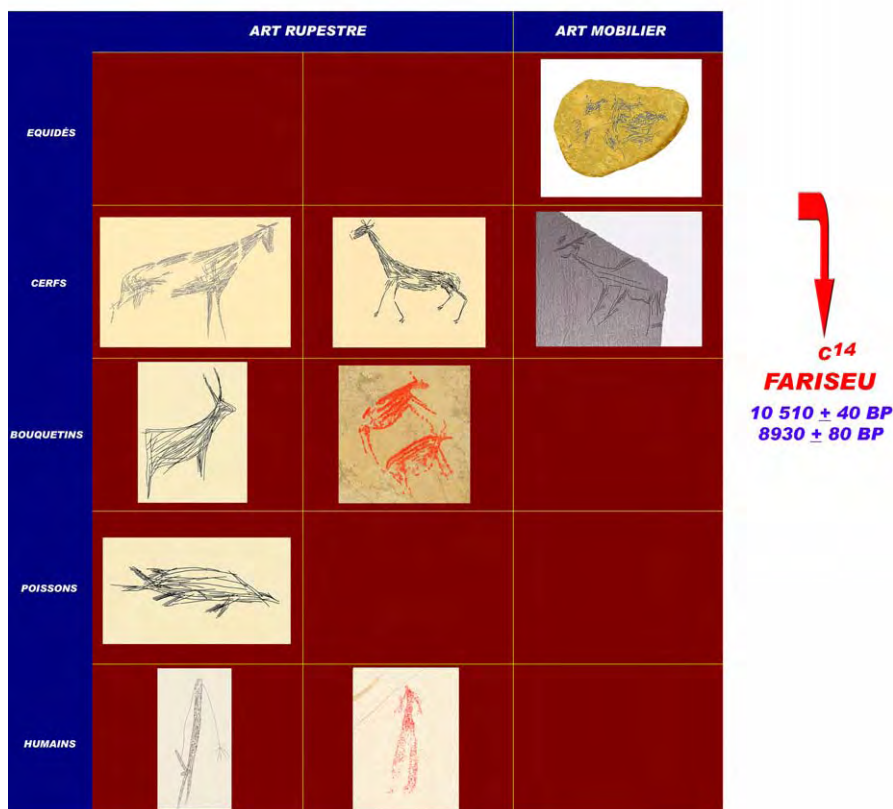 ART RUPESTRE
ART MOBILIER
EQUIDÉS
CERFS
BOUQUETINS
POISSONS
HUMAINS
C14
FARISEU
10 510 ± 40 BP
8930 ± 80 BP